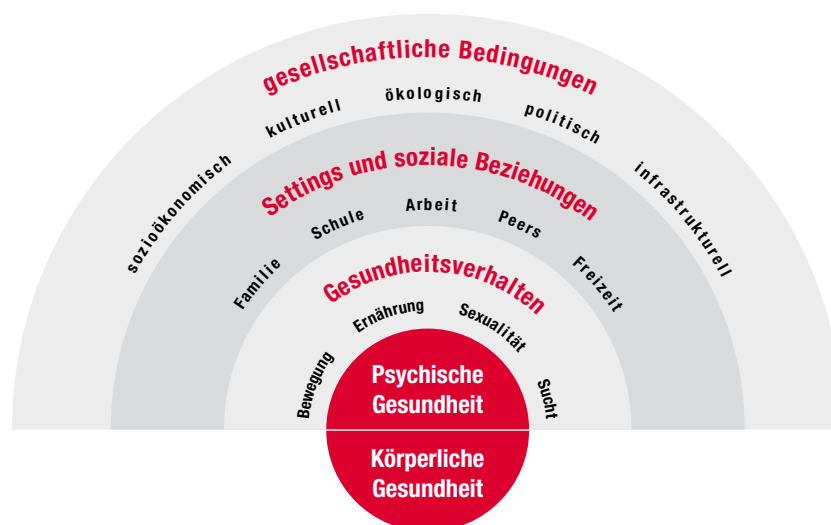 gesellschaftliche Bedingungen
sozioökonomisch kulturell ökologisch politisch infrastrukturell
Settings und soziale Beziehungen
Familie Schule Arbeit Peers Freizeit
Gesundheitsverhalten
Bewegung Ernährung Sexualität Sucht
Psychische
Gesundheit
Körperliche
Gesundheit